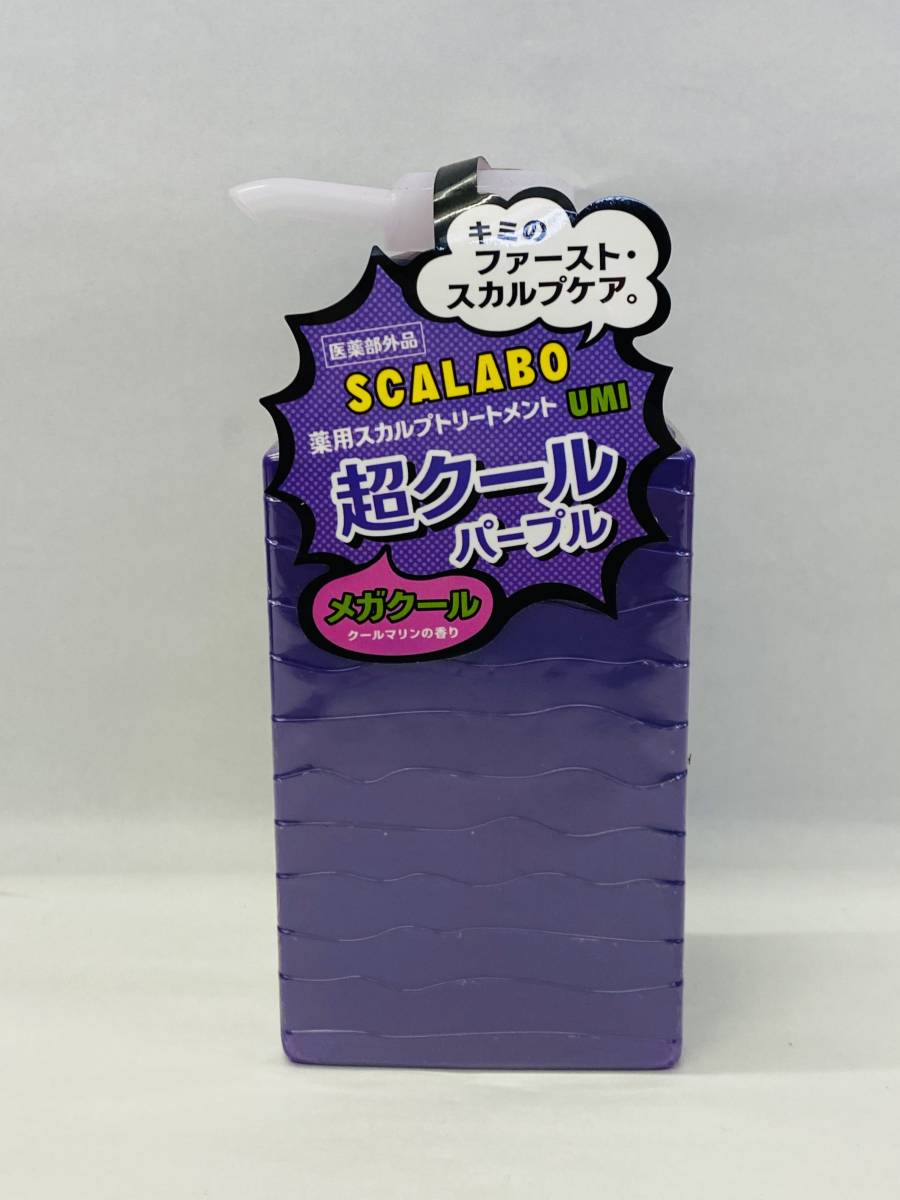 キミの
ファースト・
スカルプケア。
医薬部外品
SCALABO
薬用スカルプトリートメント UMI
超クール
パープル
メガクール
クールマリンの香り